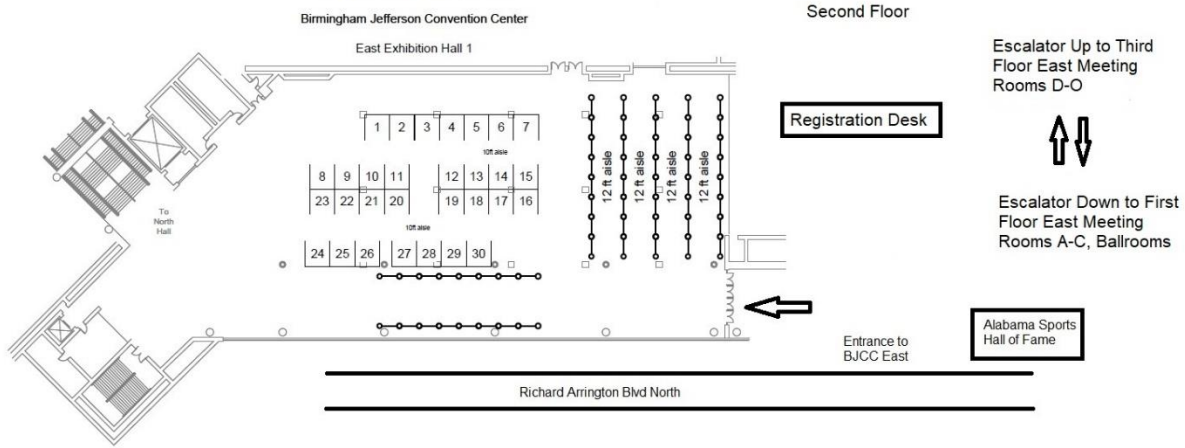 Birmingham Jefferson Convention Center
Second Floor
East Exhibition Hall 1
Escalator Up to Third
Floor East Meeting
Rooms D-O
Registration Desk
1 2 3 4 5 6 7
10ft aisle
12 ft aisle
12 ft aisle
12 ft aisle
12 ft aisle
8 9 10 11 12 13 14 15
23 22 21 20 19 18 17 16
To
North
Hall
10ft aisle
Escalator Down to First
Floor East Meeting
Rooms A-C, Ballrooms
24 25 26 27 28 29 30
Entrance to
BJCC East
Alabama Sports
Hall of Fame
Richard Arrington Blvd North